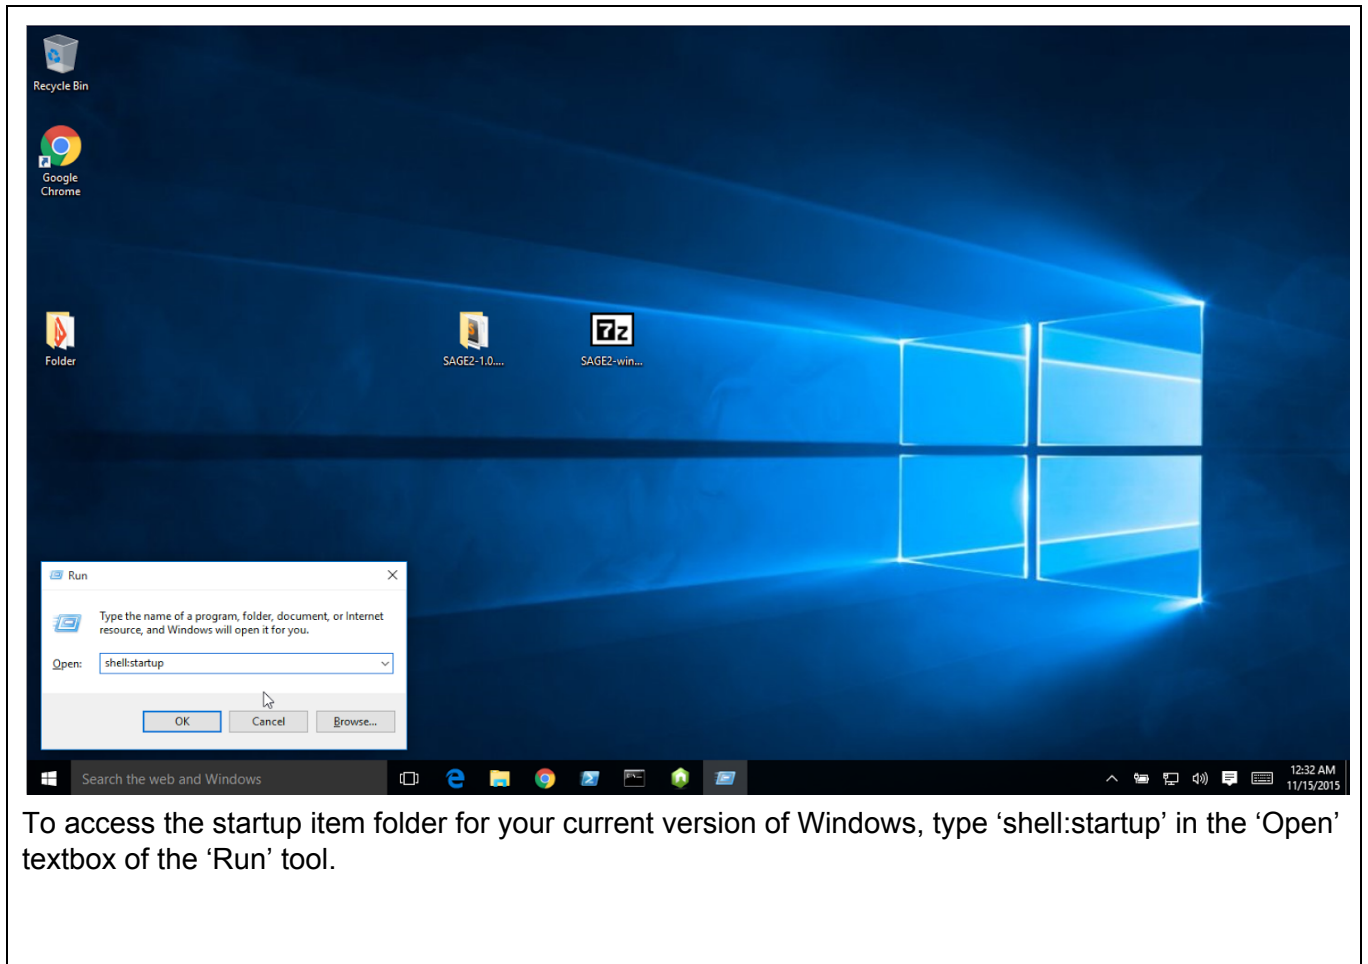 Recycle Bin
Google
Chrome
Folder
SAGE2-1.0....
7z
SAGE2-win...
Run
Type the name of a program, folder, document, or Internet
resource, and Windows will open it for you.
Open: shell:startup
OK Cancel Browse...
Search the web and Windows
12:32 AM
11/15/2015
To access the startup item folder for your current version of Windows, type ‘shell:startup’ in the ‘Open’
textbox of the ‘Run’ tool.